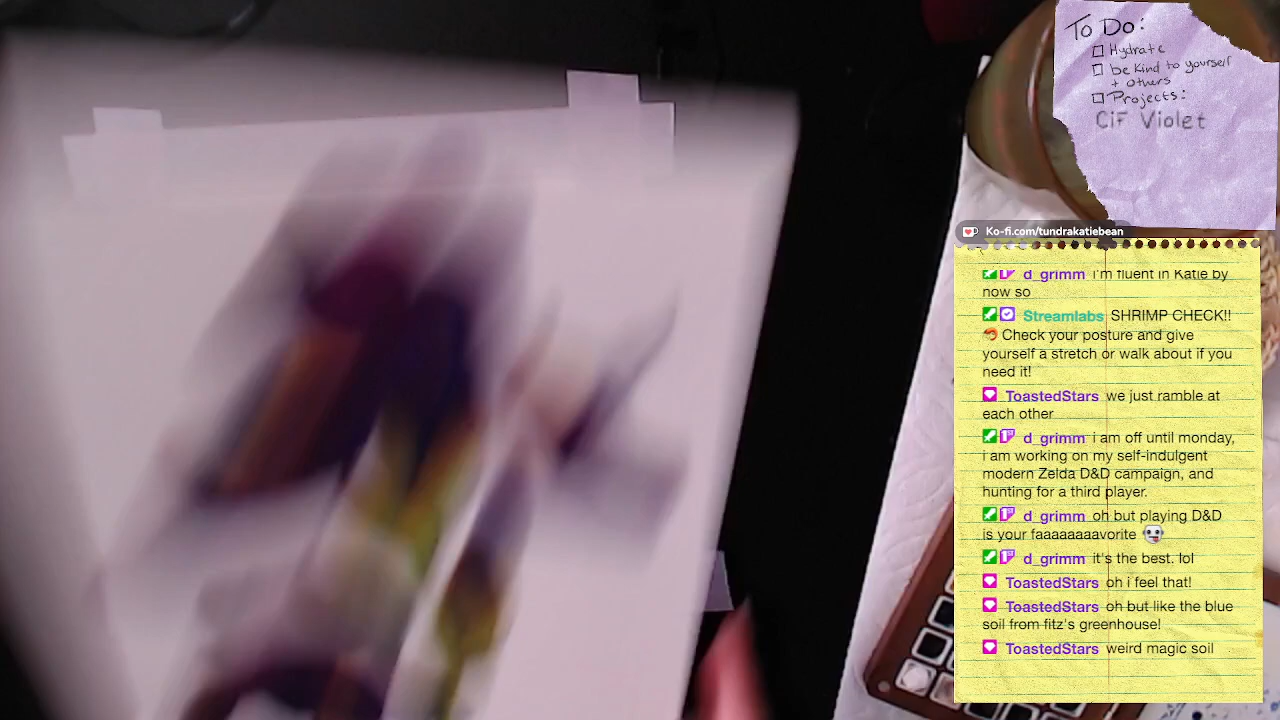 To Do:
Hydrate
be Kind to yourself
+ others
Projects:
CiF Violet
Ko-fi.com/tundrakatiebean
d_grimm i'm fluent in Katie by
now so
Streamlabs SHRIMP CHECK!!
Check your posture and give
yourself a stretch or walk about if you
need it!
ToastedStars we just ramble at
each other
d_grimm i am off until monday,
i am working on my self-indulgent
modern Zelda D&D campaign, and
hunting for a third player.
d_grimm oh but playing D&D
is your faaaaaaaavorite
d_grimm it's the best. lol
ToastedStars oh i feel that!
ToastedStars oh but like the blue
soil from fitz's greenhouse!
ToastedStars weird magic soil